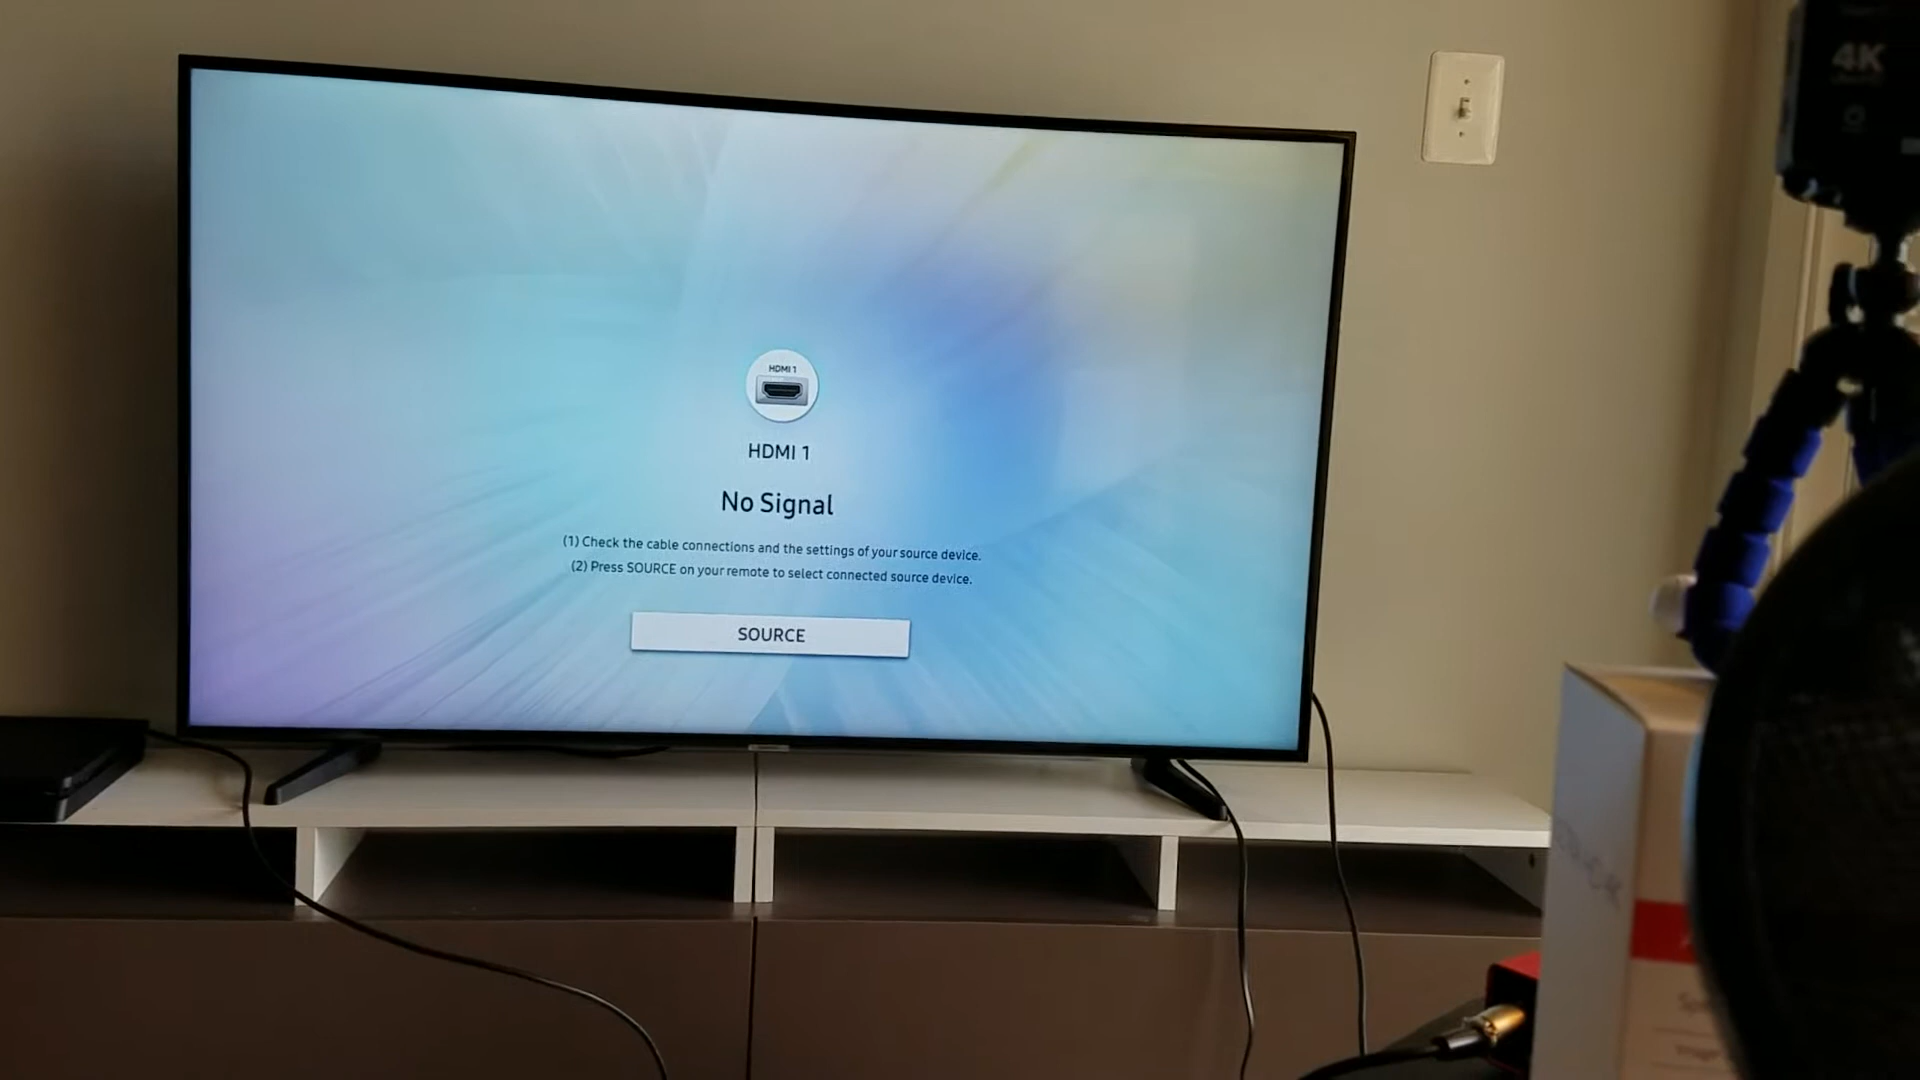 4K
HDMI 1
HDMI 1
No Signal
(1) Check the cable connections and the settings of your source device.
(2) Press SOURCE on your remote to select connected source device.
SOURCE